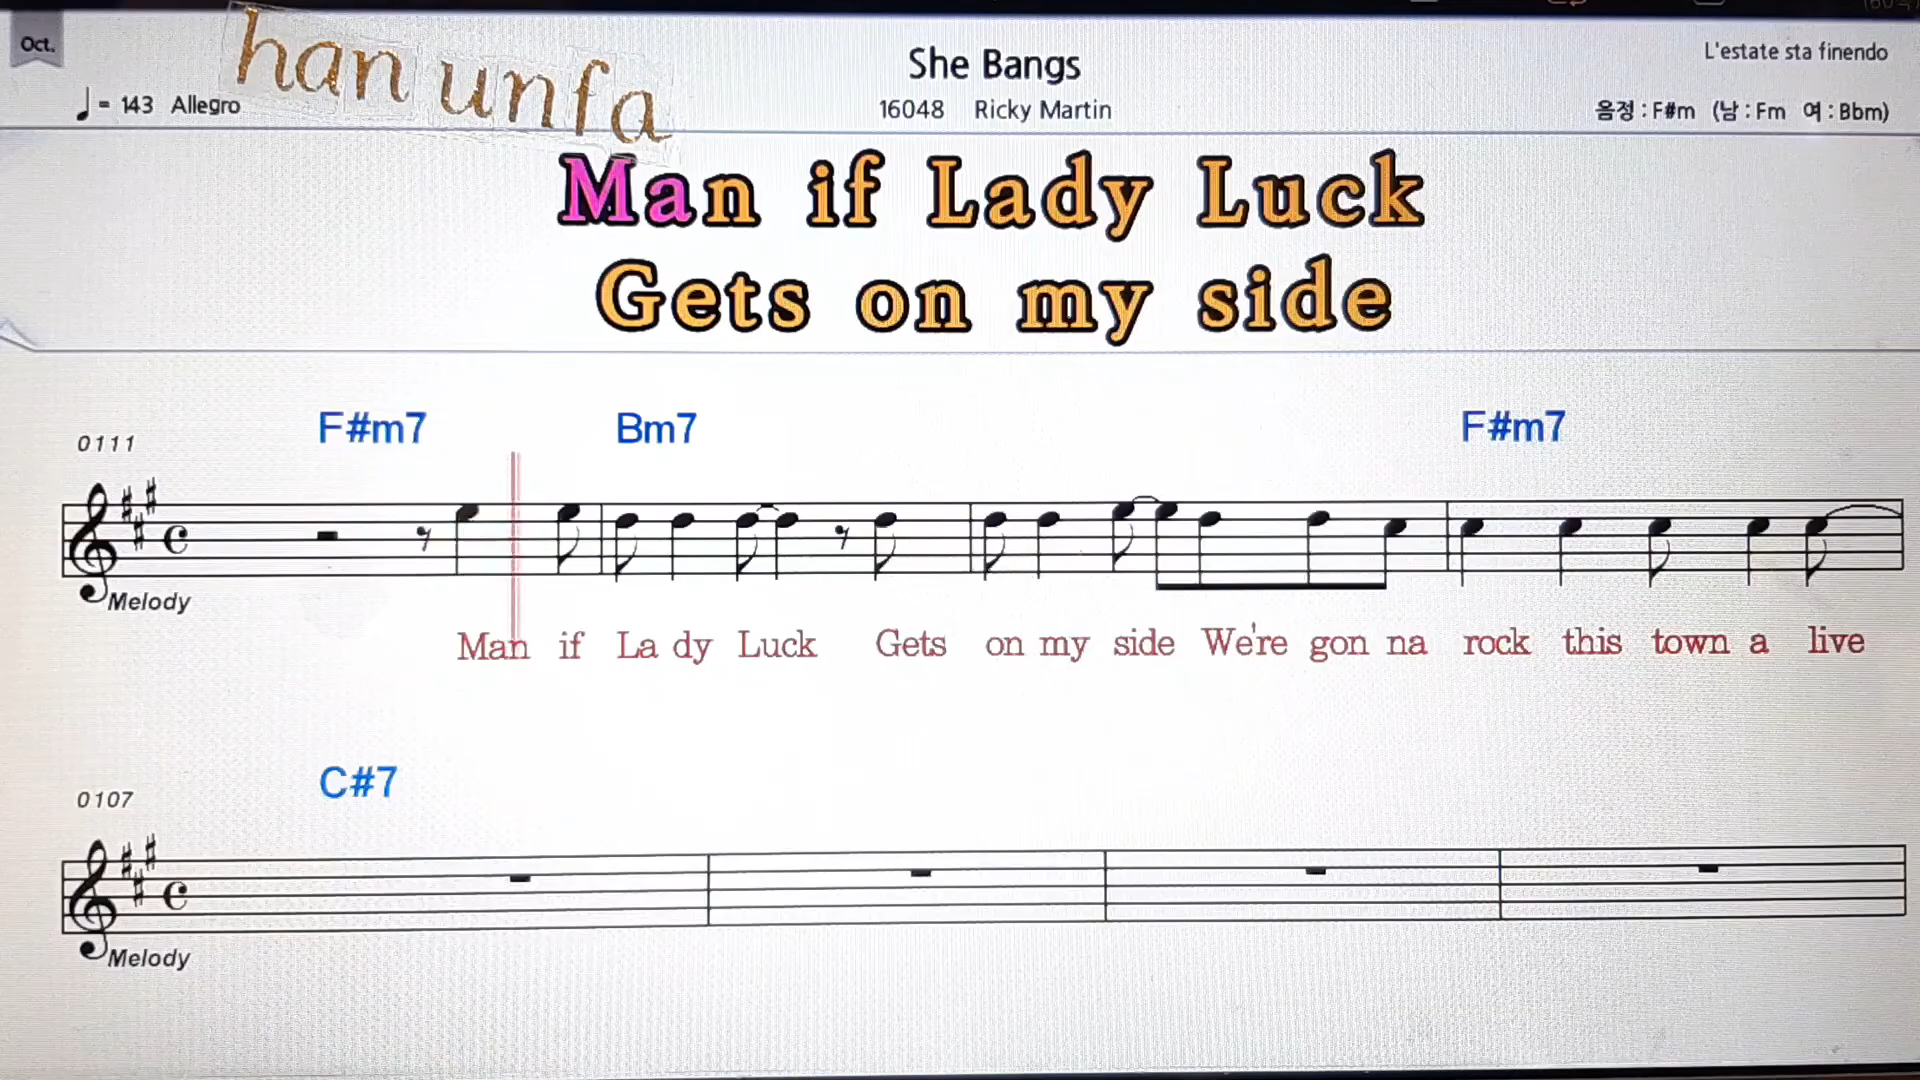 Oct.
han unfa
She Bangs
L'estate sta finendo
= 143 Allegro
16048 Ricky Martin
음정 : F#m (남 : Fm 여 : Bbm)
Man if Lady Luck
Gets on my side
F#m7 Bm7 F#m7
0111
Melody
Man if La dy Luck Gets on my side We're gon na rock this town a live
C#7
0107
Melody